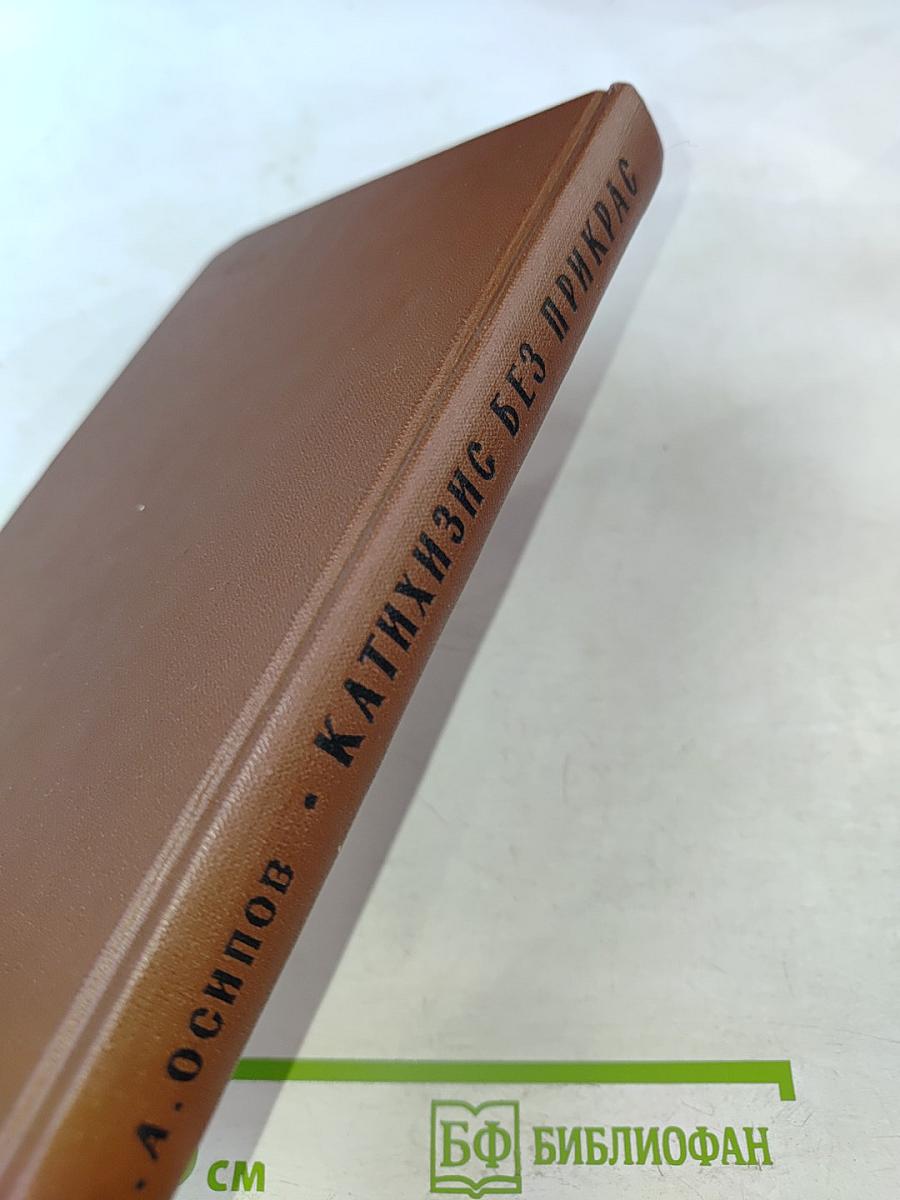 . А. ОСИПОВ • КАТИХИЗИС БЕЗ ПРИКРАС
СМ
БФ БИБЛИОФАН